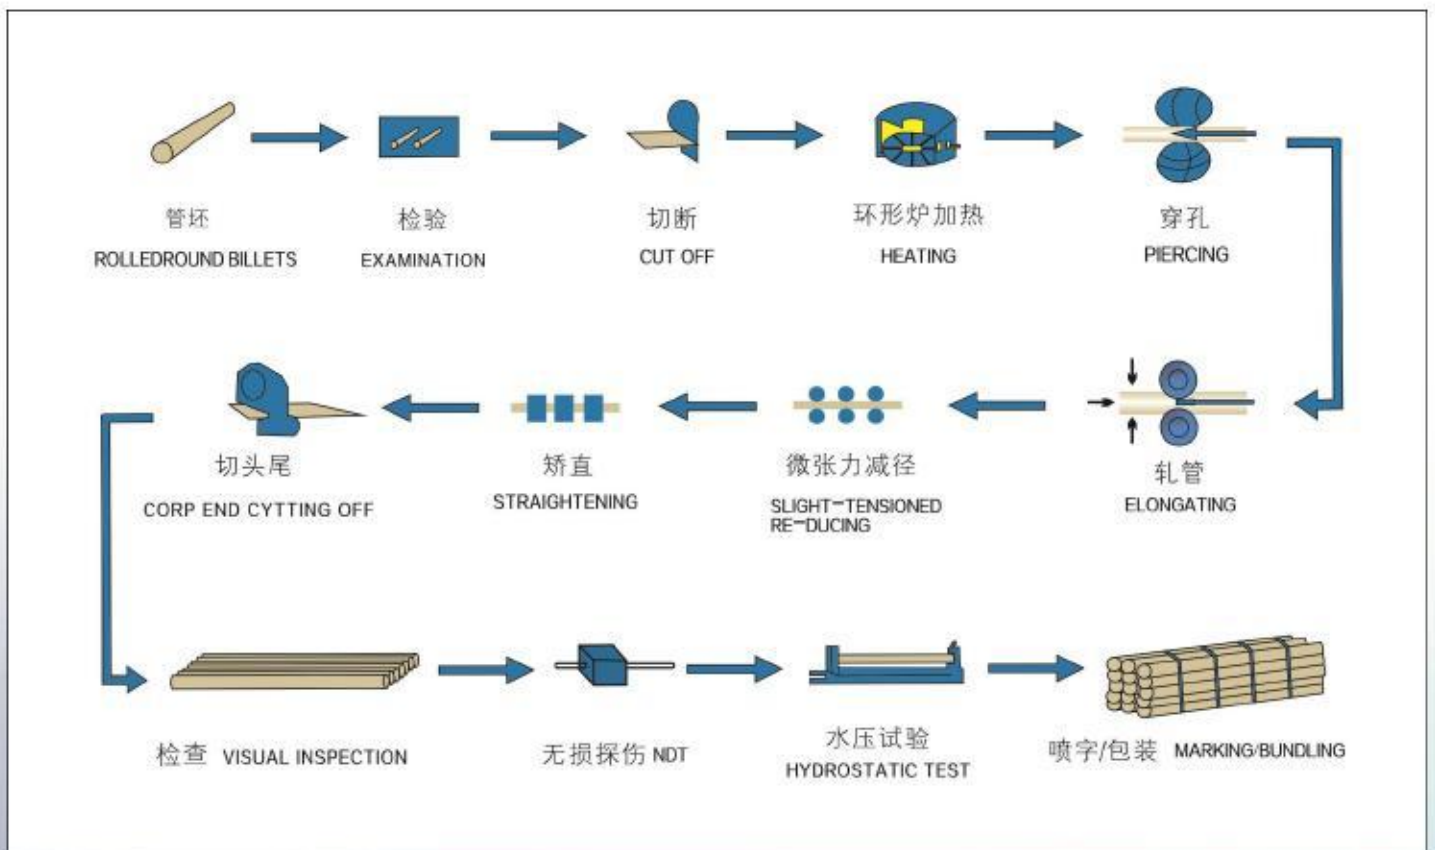 管坯
ROLLEDROUND BILLETS
检验
EXAMINATION
切断
CUT OFF
环形炉加热
HEATING
穿孔
PIERCING
切头尾
CORP END CYTTING OFF
矫直
STRAIGHTENING
微张力减径
SLIGHT-TENSIONED
RE-DUCING
轧管
ELONGATING
检查 VISUAL INSPECTION
无损探伤 NDT
水压试验
HYDROSTATIC TEST
喷字/包装 MARKING/BUNDLING